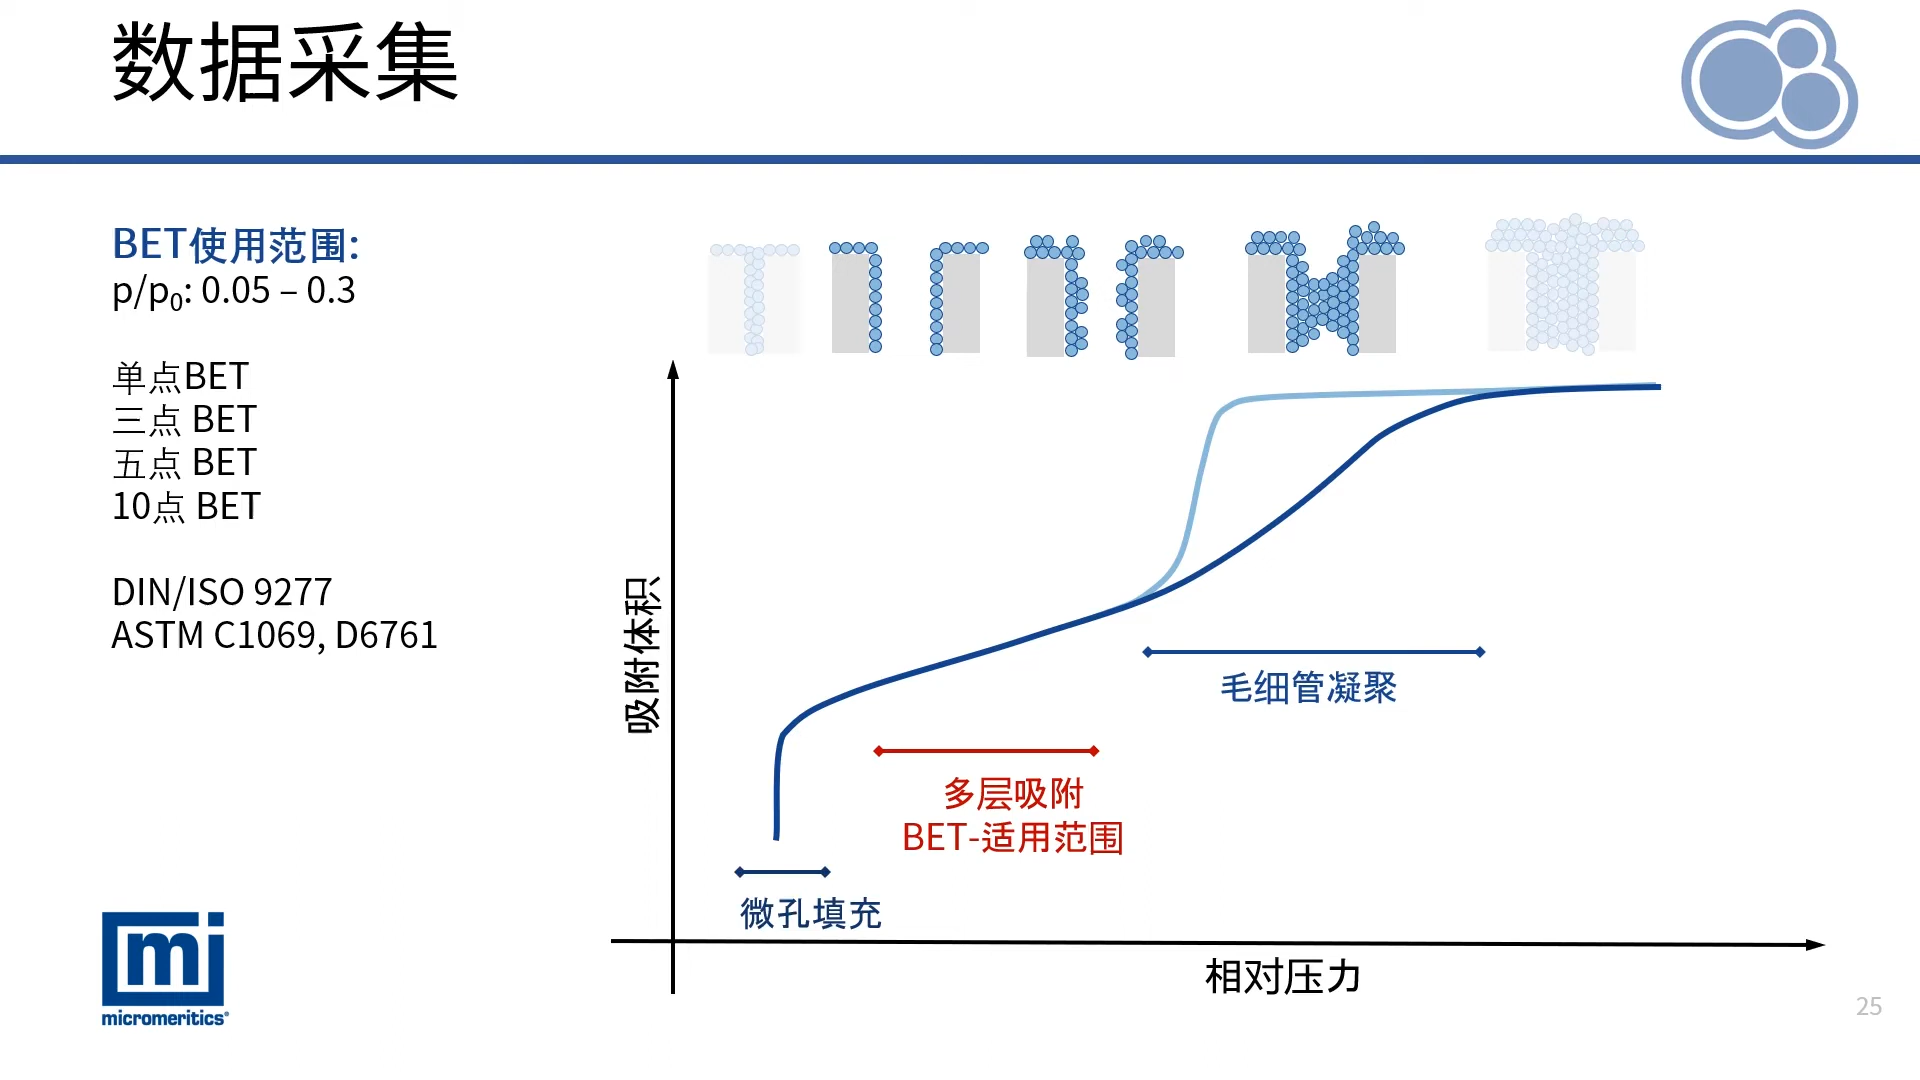 数据采集
BET使用范围:
p/p0: 0.05 – 0.3
单点BET
三点 BET
五点 BET
10点 BET
DIN/ISO 9277
ASTM C1069, D6761
吸附体积
毛细管凝聚
多层吸附
BET-适用范围
微孔填充
相对压力
mi
micromeritics®
25